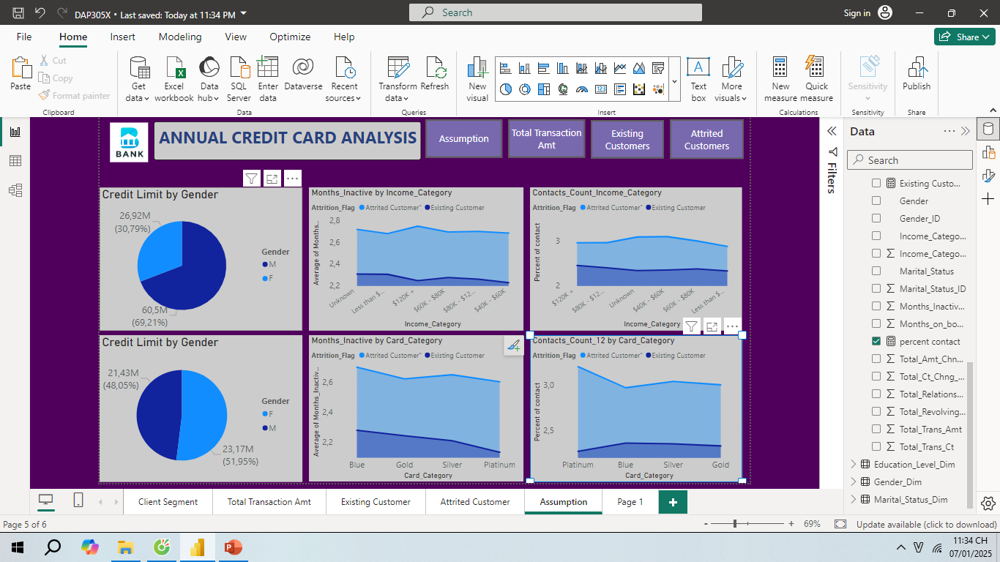 DAP305X • Last saved: Today at 11:34 PM
Search
Sign in
File Home Insert Modeling View Optimize Help
Share
Paste
Cut
Copy
Format painter
Get data
Excel workbook
Data hub
SQL Server
Enter data
Dataverse
Recent sources
Transform data
Refresh
New visual
Text box
More visuals
New measure
Quick measure
Sensitivity
Publish
Clipboard
Data
Queries
Insert
Calculations
Sensitivity
Share
BANK
ANNUAL CREDIT CARD ANALYSIS
Assumption
Total Transaction Amt
Existing Customers
Attrited Customers
Credit Limit by Gender
26,92M
(30,79%)
60,5M
(69,21%)
Gender
M
F
Months_Inactive by Income_Category
Attrition_Flag Attrited Customer" Existing Customer
Average of Months...
2,8
2,6
2,4
2,2
Unknown
Less than $...
$120K +
$60K - $80K
$80K - $12...
$40K - $60K
Income_Category
Contacts_Count_Income_Category
Attrition_Flag Attrited Customer" Existing Customer
Percent of contact
3
2
$120K +
$80K - $12...
Unknown
$40K - $60K
$60K - $80K
Less than $...
Income_Category
Credit Limit by Gender
21,43M
(48,05%)
23,17M
(51,95%)
Gender
F
M
Months_Inactive by Card_Category
Attrition_Flag Attrited Customer" Existing Customer
Average of Months_Inactiv...
2,6
2,4
2,2
Blue Gold Silver Platinum
Card_Category
Contacts_Count_12 by Card_Category
Attrition_Flag Attrited Customer" Existing Customer
Percent of contact
3,0
2,5
Platinum Blue Silver Gold
Card_Category
Filters
Data
Search
Existing Custo...
Gender
Gender_ID
Income_Catego...
Income_Catego...
Marital_Status
Marital_Status_ID
Months_Inactiv...
Months_on_bo...
percent contact
Total_Amt_Chn...
Total_Ct_Chng_...
Total_Relations...
Total_Revolving...
Total_Trans_Amt
Total_Trans_Ct
Education_Level_Dim
Gender_Dim
Marital_Status_Dim
Client Segment
Total Transaction Amt
Existing Customer
Attrited Customer
Assumption
Page 1
Page 5 of 6
- + 69%
Update available (click to download)
11:34 CH
07/01/2025